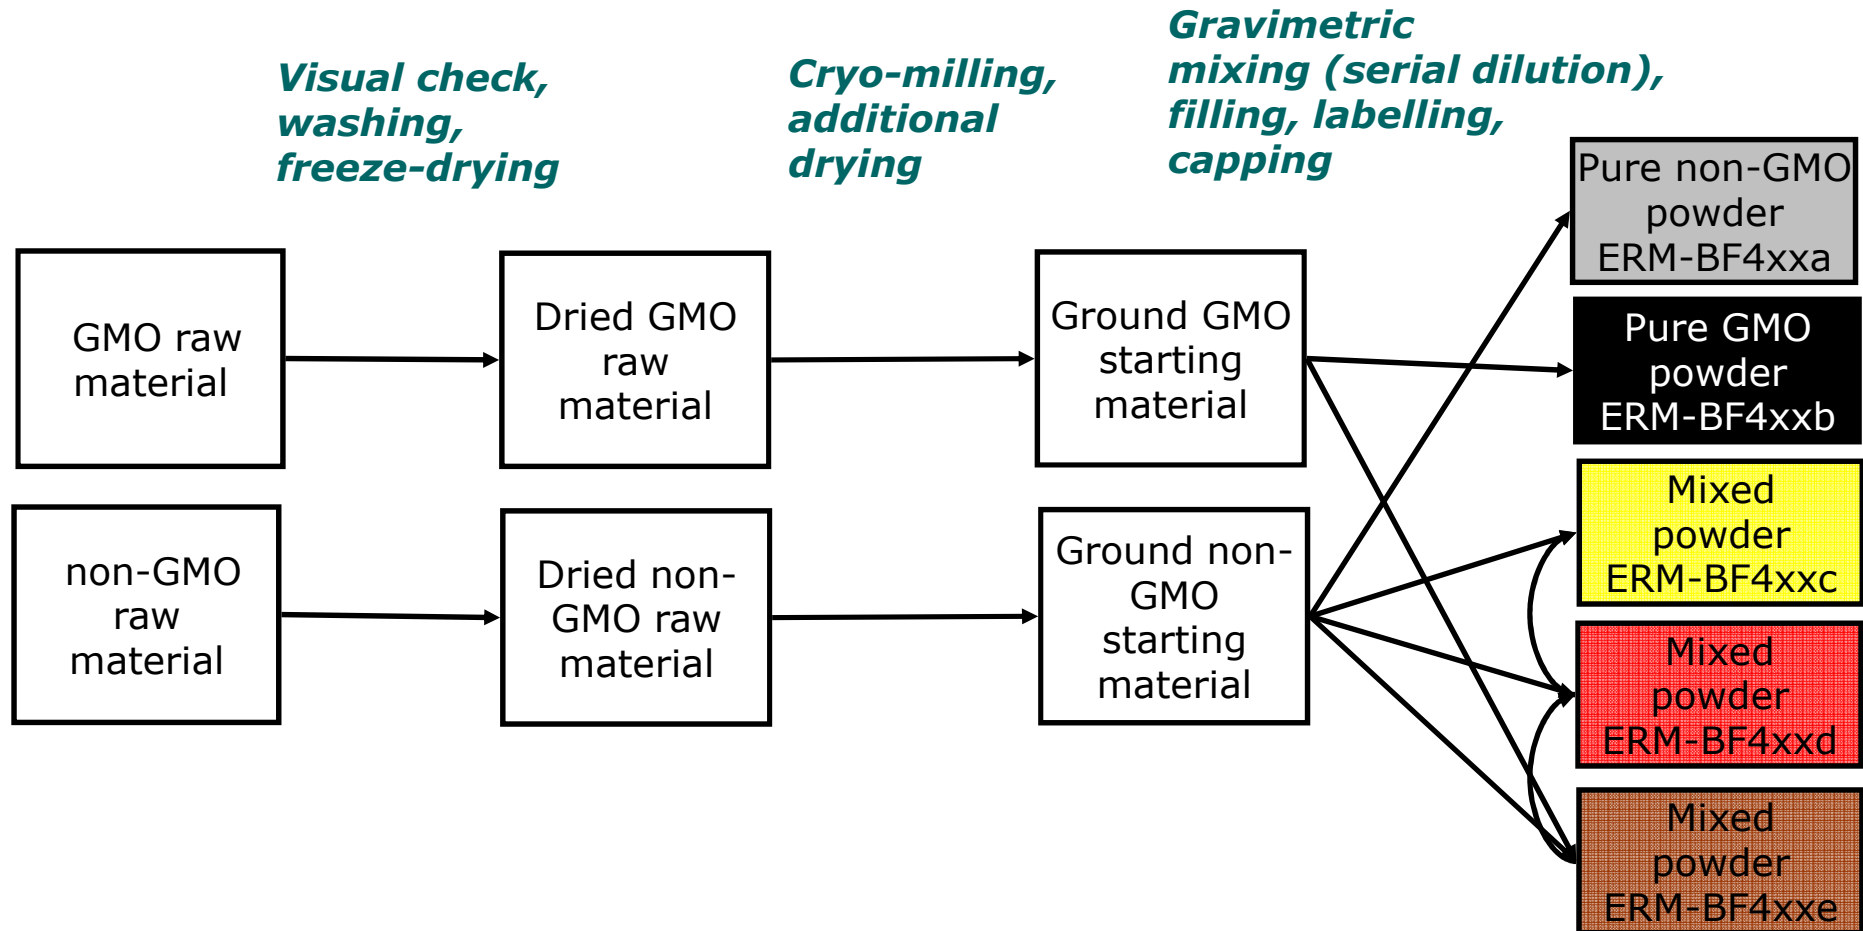 Visual check,
washing,
freeze-drying
Cryo-milling,
additional
drying
Gravimetric
mixing (serial dilution),
filling, labelling,
capping
GMO raw
material
Dried GMO
raw
material
Ground GMO
starting
material
non-GMO
raw
material
Dried non-
GMO raw
material
Ground non-
GMO
starting
material
Pure non-GMO
powder
ERM-BF4xxa
Pure GMO
powder
ERM-BF4xxb
Mixed
powder
ERM-BF4xxc
Mixed
powder
ERM-BF4xxd
Mixed
powder
ERM-BF4xxe